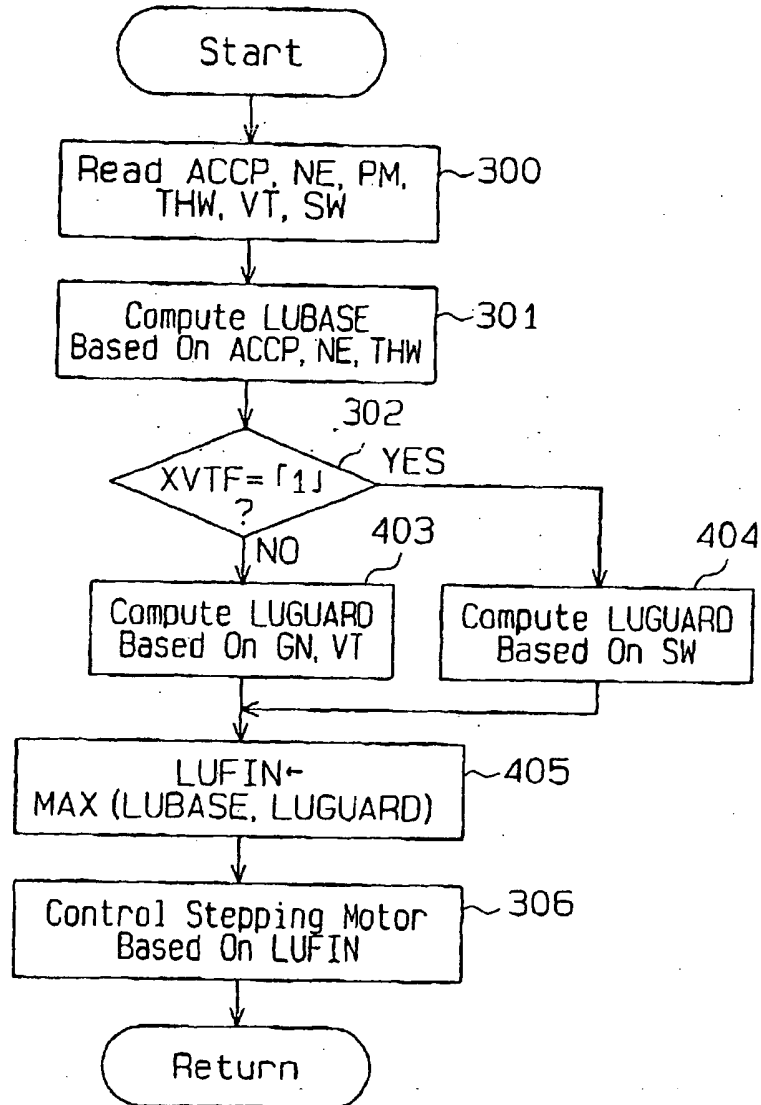 Start
Read ACCP, NE, PM,
THW, VT, SW
300
Compute LUBASE
Based On ACCP, NE, THW
301
302
XVTF=「1」
?
YES
NO
403
Compute LUGUARD
Based On GN, VT
404
Compute LUGUARD
Based On SW
LUFIN←
MAX (LUBASE, LUGUARD)
405
Control Stepping Motor
Based On LUFIN
306
Return